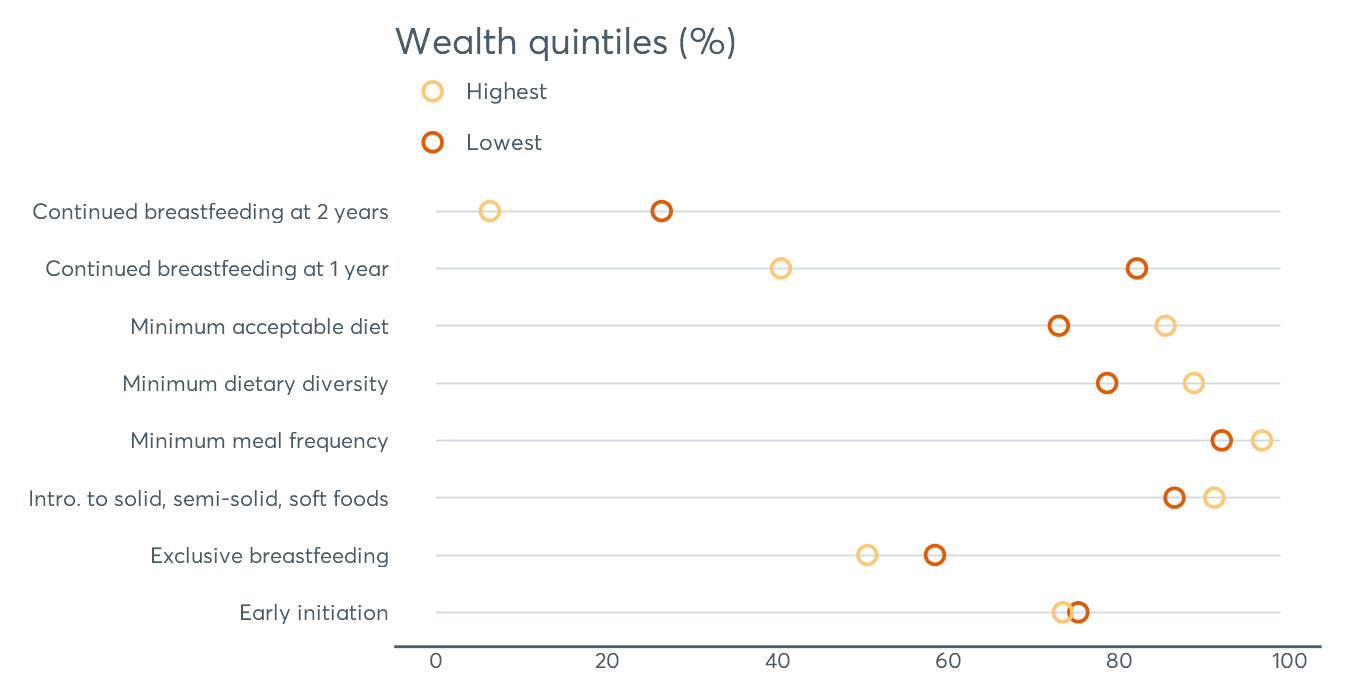 Wealth quintiles (%)
Highest
Lowest
Continued breastfeeding at 2 years
Continued breastfeeding at 1 year
Minimum acceptable diet
Minimum dietary diversity
Minimum meal frequency
Intro. to solid, semi-solid, soft foods
Exclusive breastfeeding
Early initiation
0 20 40 60 80 100